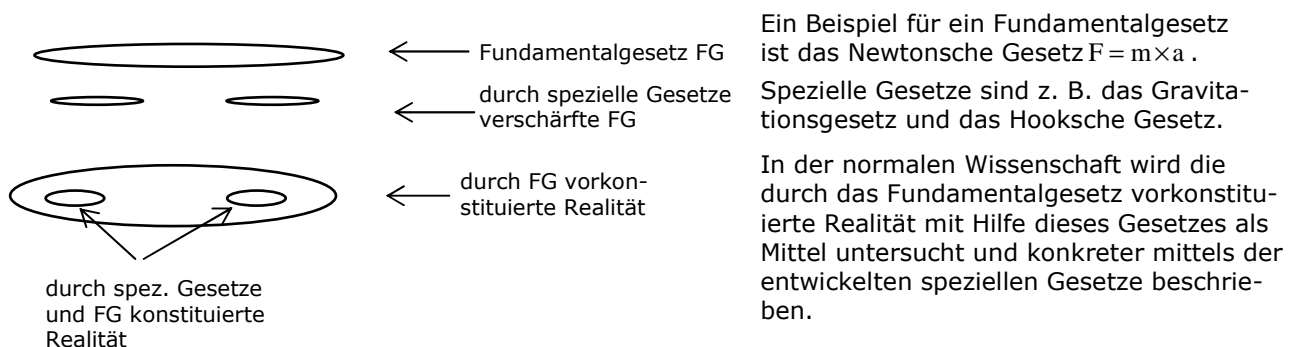 Fundamentalgesetz FG
durch spezielle Gesetze
verschärfte FG
durch FG vorkon-
stituierte Realität
durch spez. Gesetze
und FG konstituierte
Realität
Ein Beispiel für ein Fundamentalgesetz
ist das Newtonsche Gesetz F = m×a .
Spezielle Gesetze sind z. B. das Gravita-
tionsgesetz und das Hooksche Gesetz.
In der normalen Wissenschaft wird die
durch das Fundamentalgesetz vorkonstitu-
ierte Realität mit Hilfe dieses Gesetzes als
Mittel untersucht und konkreter mittels der
entwickelten speziellen Gesetze beschrie-
ben.